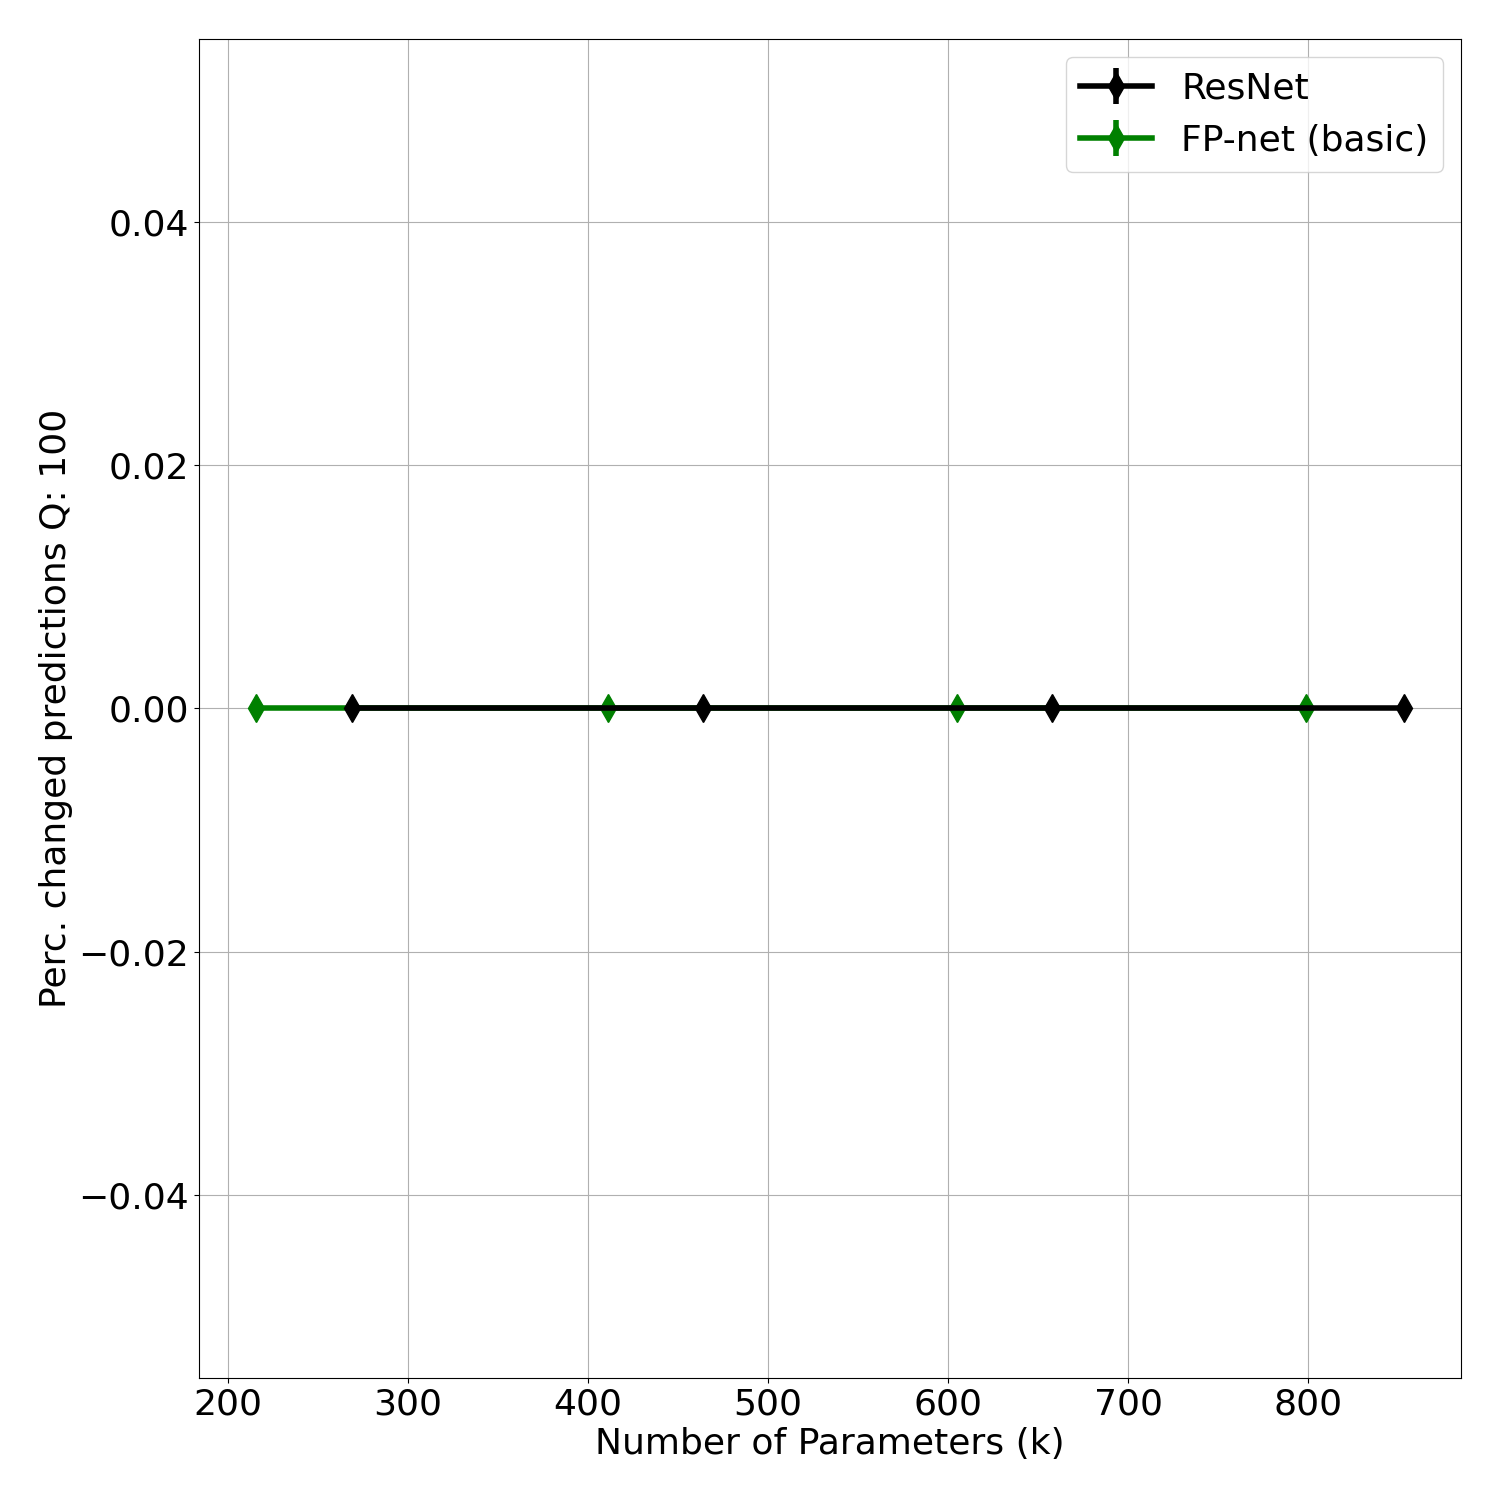 ResNet
FP-net (basic)
Perc. changed predictions Q: 100
0.04
0.02
0.00
−0.02
−0.04
200 300 400 500 600 700 800
Number of Parameters (k)